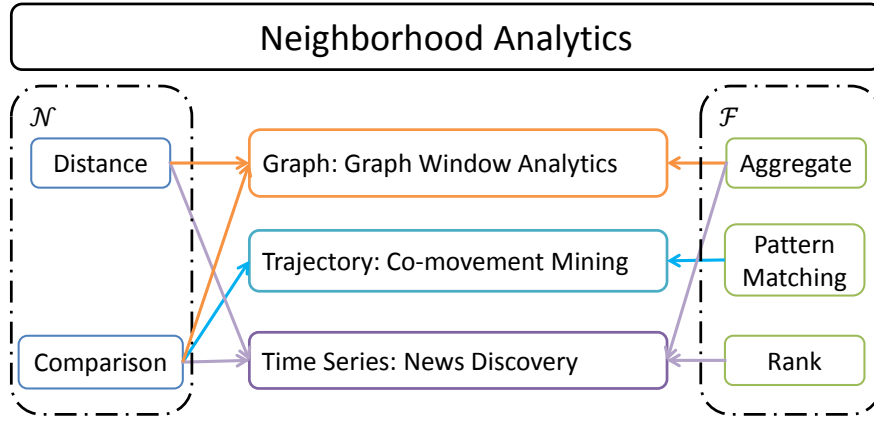 Neighborhood Analytics
𝒩
ℱ
Distance
Graph: Graph Window Analytics
Aggregate
Trajectory: Co-movement Mining
Pattern
Matching
Comparison
Time Series: News Discovery
Rank